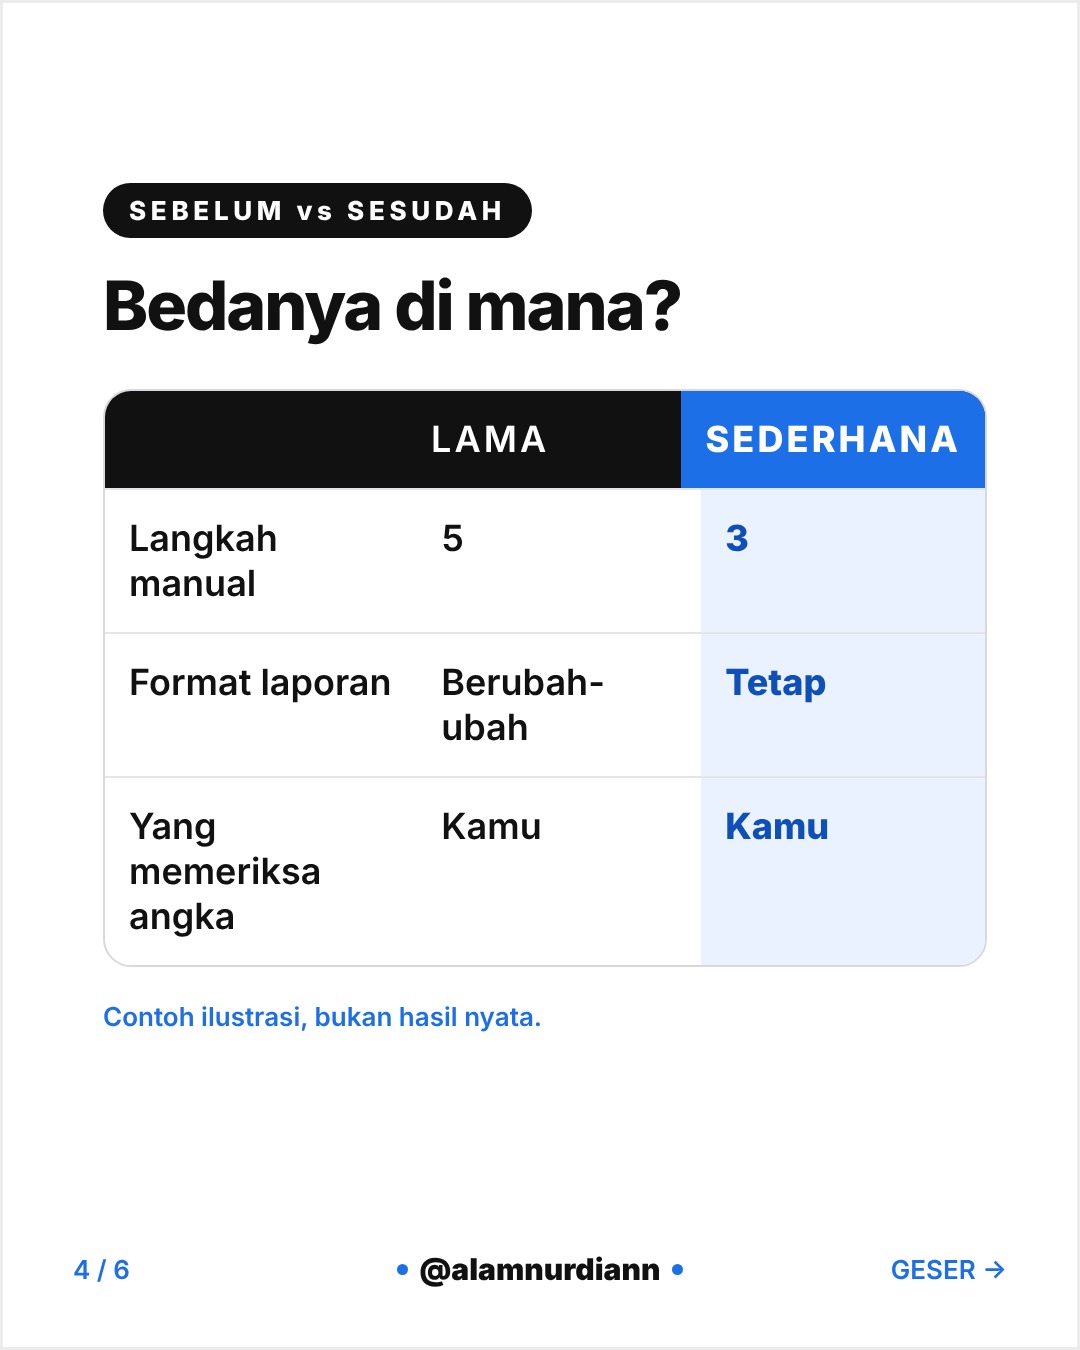 SEBELUM vs SESUDAH
Bedanya di mana?
LAMA SEDERHANA
Langkah 5 3
manual
Format laporan Berubah- Tetap
ubah
Yang Kamu Kamu
memeriksa
angka
Contoh ilustrasi, bukan hasil nyata.
4 / 6 • @alamnurdiann • GESER →